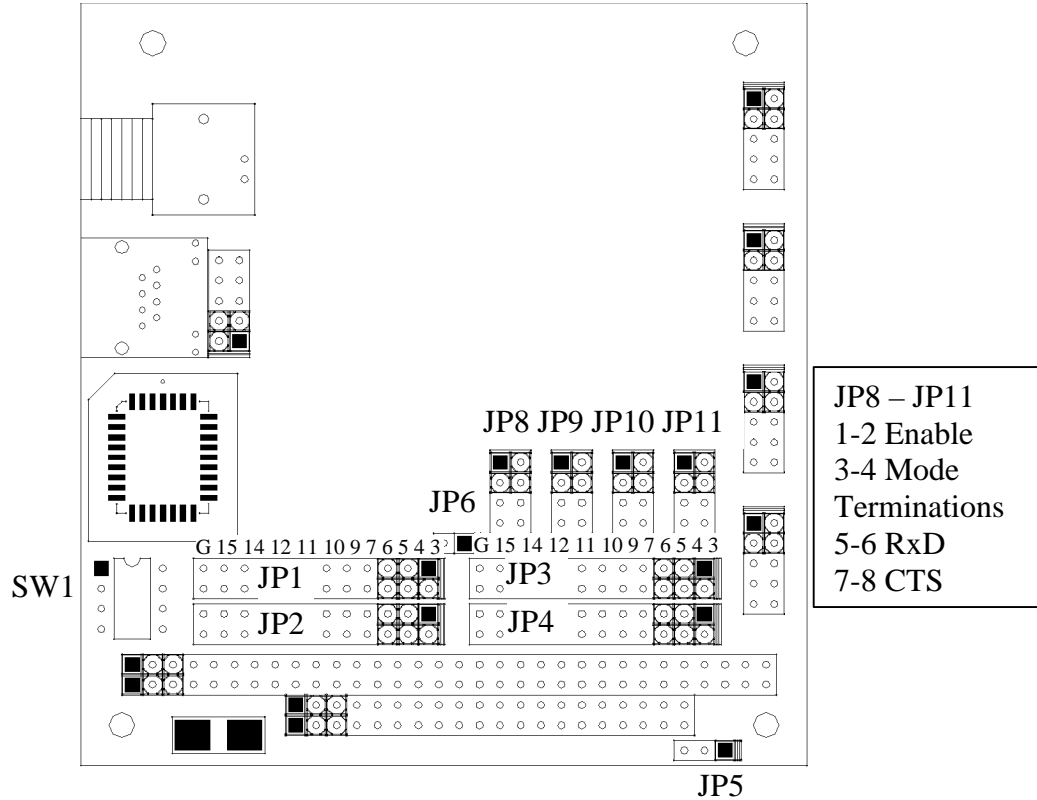 JP8 JP9 JP10 JP11
JP8 – JP11
1-2 Enable
3-4 Mode
Terminations
5-6 RxD
7-8 CTS
JP6
G 15 14 12 11 10 9 7 6 5 4 3
G 15 14 12 11 10 9 7 6 5 4 3
SW1
JP1
JP3
JP2
JP4
JP5